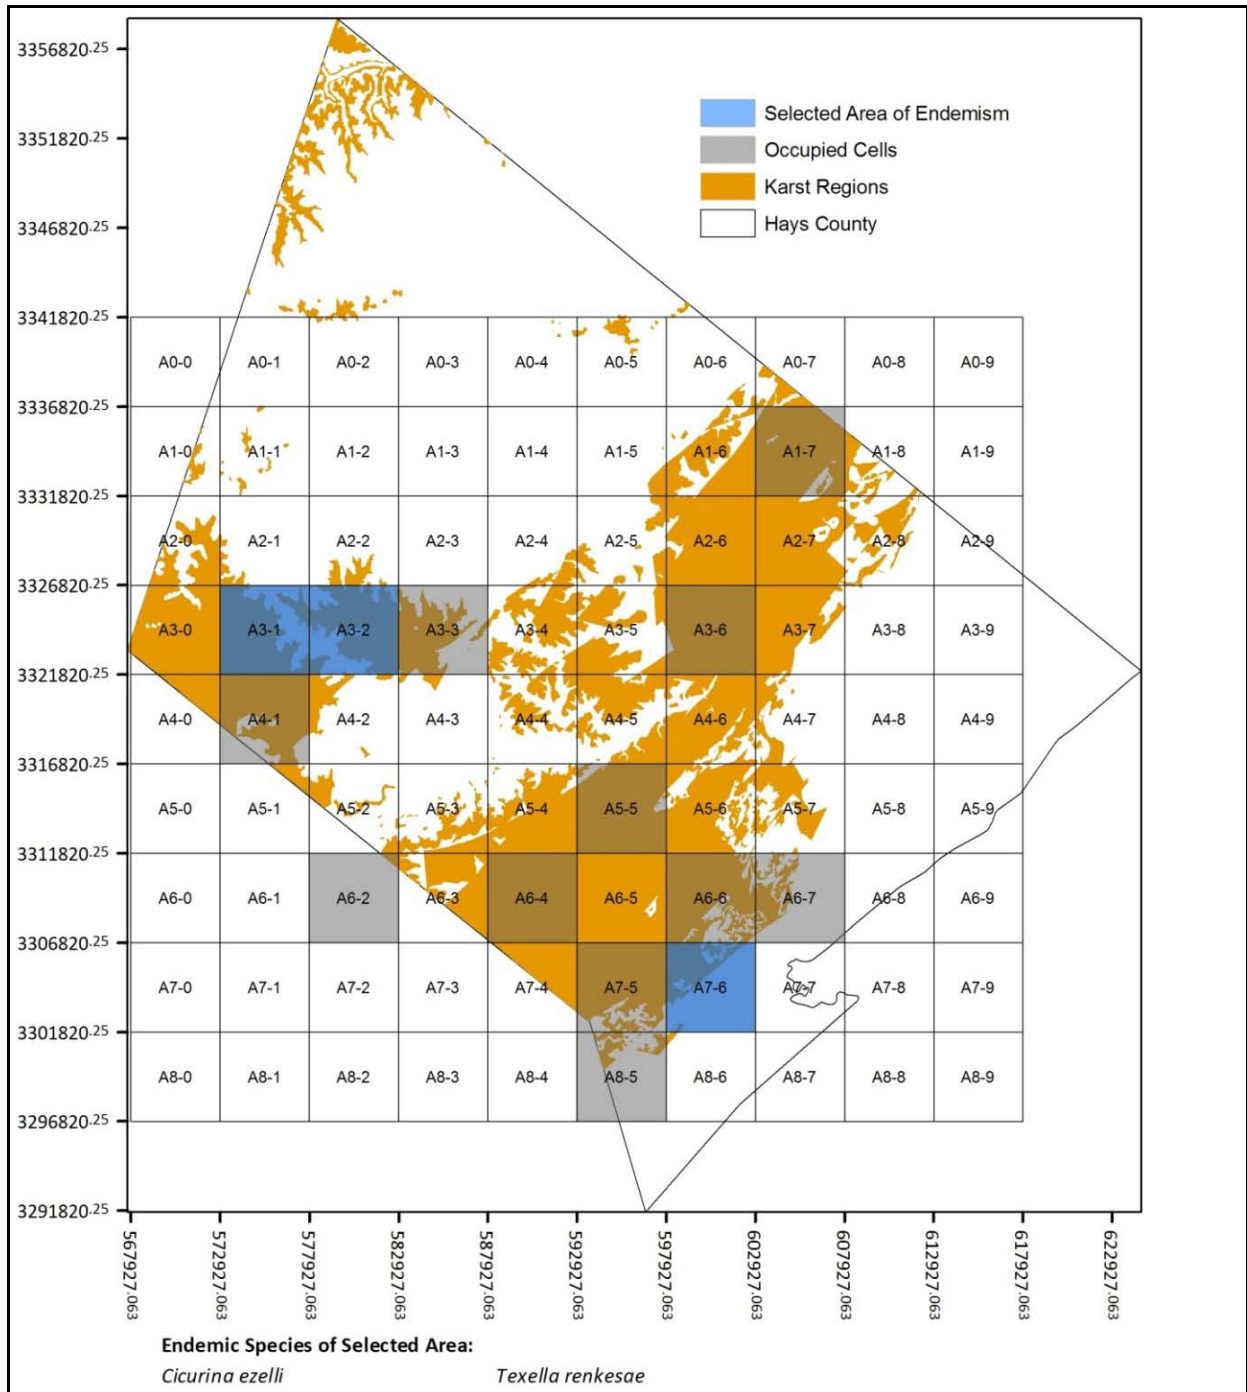 3356820.25
3351820.25
3346820.25
3341820.25
3336820.25
3331820.25
3326820.25
3321820.25
3316820.25
3311820.25
3306820.25
3301820.25
3296820.25
3291820.25
Selected Area of Endemism
Occupied Cells
Karst Regions
Hays County
A0-0 A0-1 A0-2 A0-3 A0-4 A0-5 A0-6 A0-7 A0-8 A0-9
A1-0 A1-1 A1-2 A1-3 A1-4 A1-5 A1-6 A1-7 A1-8 A1-9
A2-0 A2-1 A2-2 A2-3 A2-4 A2-5 A2-6 A2-7 A2-8 A2-9
A3-0 A3-1 A3-2 A3-3 A3-4 A3-5 A3-6 A3-7 A3-8 A3-9
A4-0 A4-1 A4-2 A4-3 A4-4 A4-5 A4-6 A4-7 A4-8 A4-9
A5-0 A5-1 A5-2 A5-3 A5-4 A5-5 A5-6 A5-7 A5-8 A5-9
A6-0 A6-1 A6-2 A6-3 A6-4 A6-5 A6-6 A6-7 A6-8 A6-9
A7-0 A7-1 A7-2 A7-3 A7-4 A7-5 A7-6 A7-7 A7-8 A7-9
A8-0 A8-1 A8-2 A8-3 A8-4 A8-5 A8-6 A8-7 A8-8 A8-9
567927.063
572927.063
577927.063
582927.063
587927.063
592927.063
597927.063
602927.063
607927.063
612927.063
617927.063
622927.063
Endemic Species of Selected Area:
Cicurina ezelli Texella renkesae